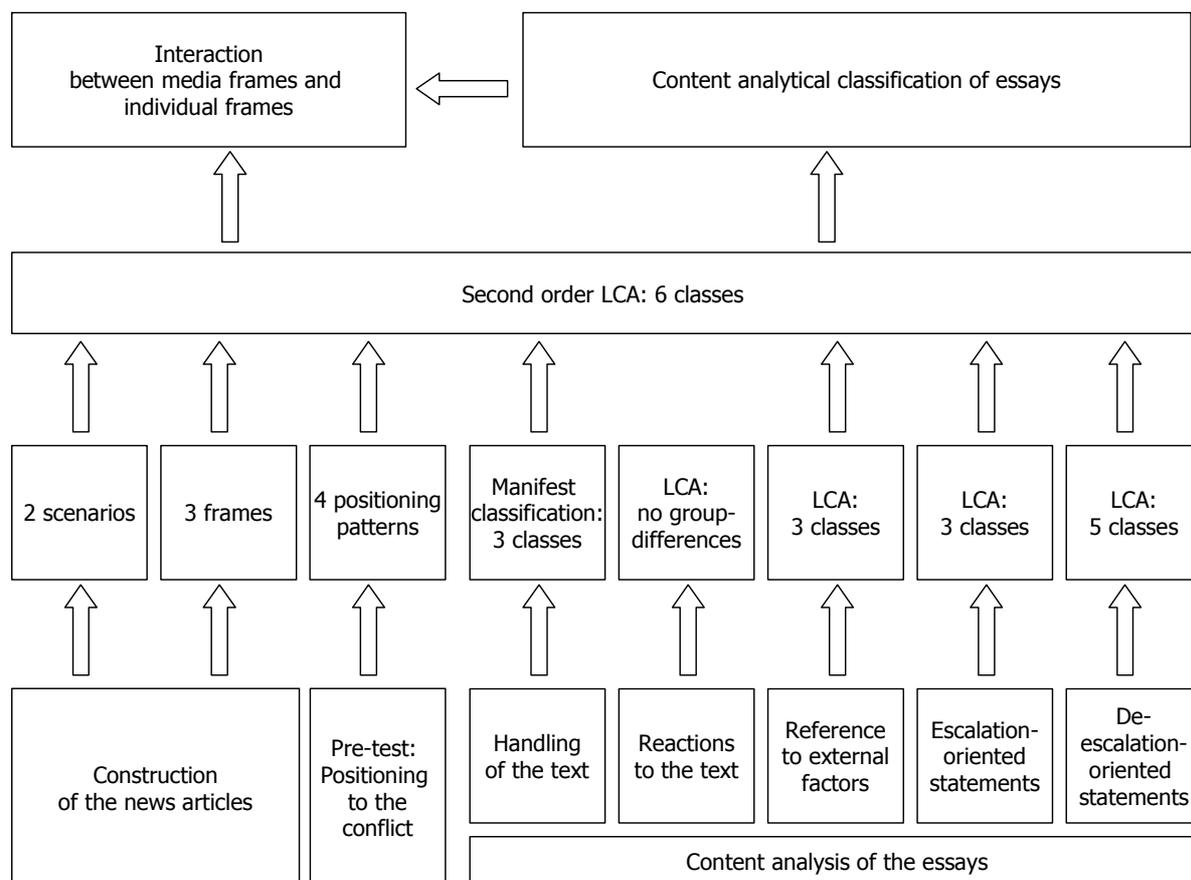 Interaction
between media frames and
individual frames
Content analytical classification of essays
Second order LCA: 6 classes
2 scenarios
3 frames
4 positioning
patterns
Manifest
classification:
3 classes
LCA:
no group-
differences
LCA:
3 classes
LCA:
3 classes
LCA:
5 classes
Construction
of the news articles
Pre-test:
Positioning
to the
conflict
Handling
of the text
Reactions
to the text
Reference
to external
factors
Escalation-
oriented
statements
De-
escalation-
oriented
statements
Content analysis of the essays